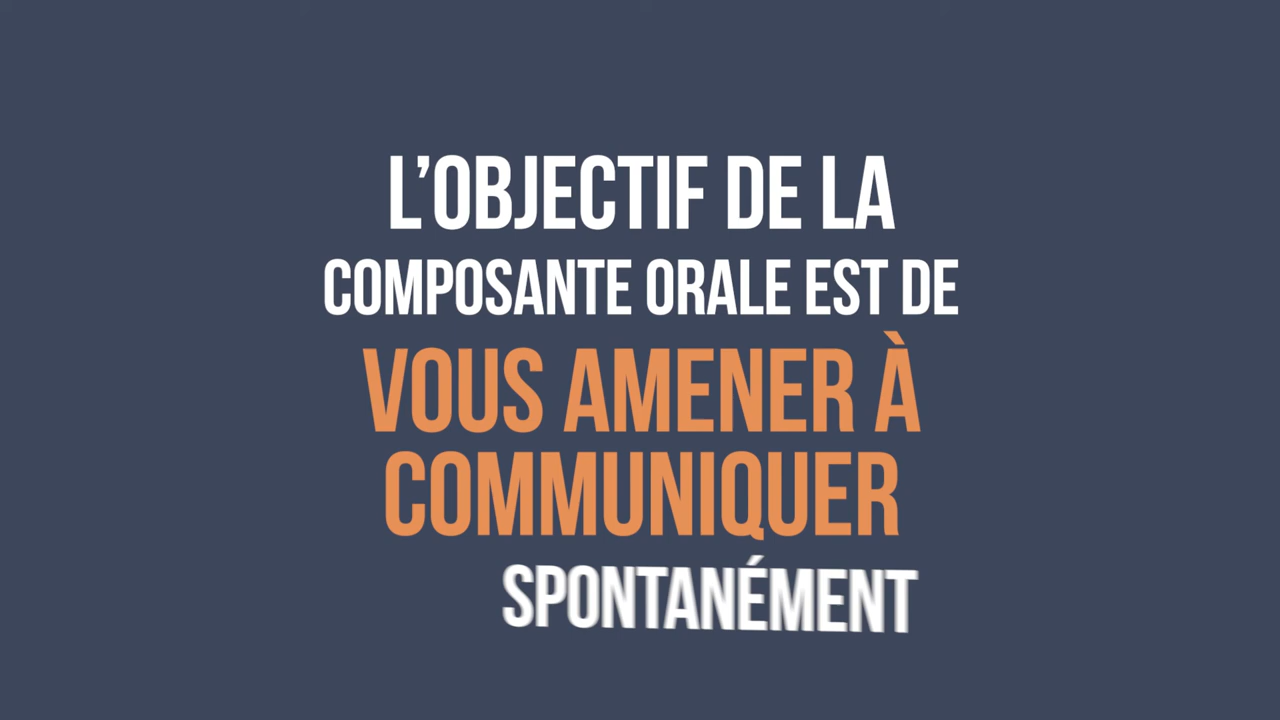 L’OBJECTIF DE LA
COMPOSANTE ORALE EST DE
VOUS AMENER À
COMMUNIQUER
SPONTANÉMENT